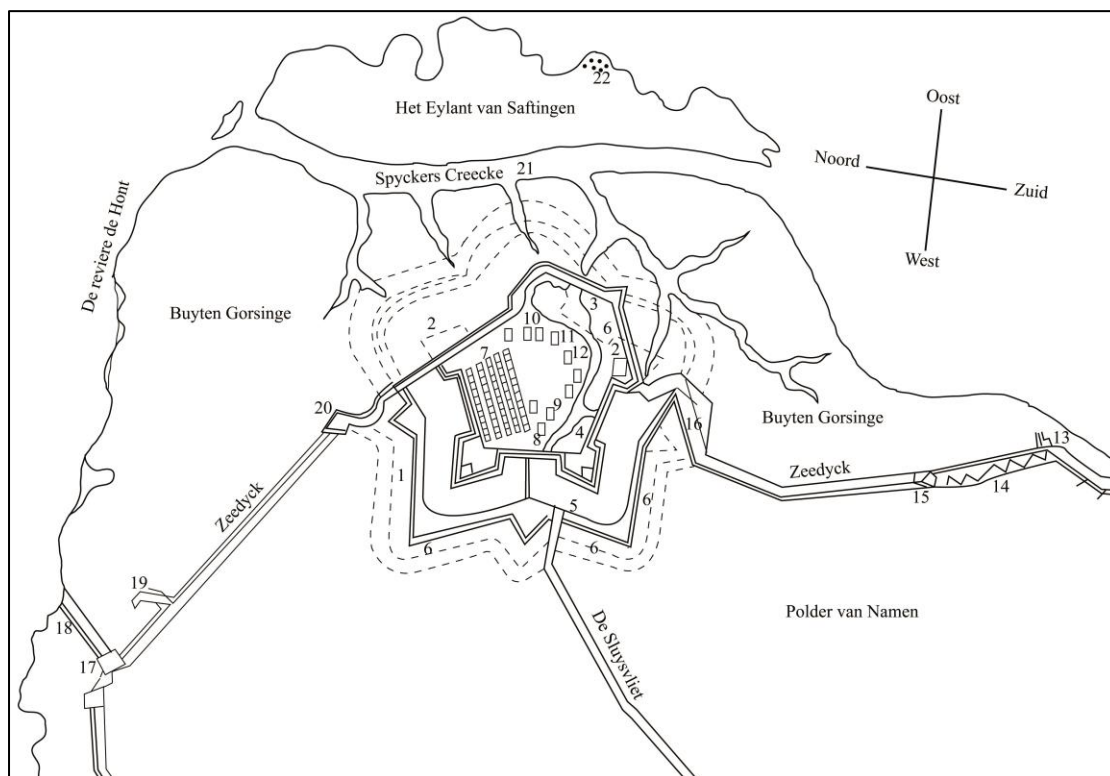 22
Het Eylant van Saftingen
Oost
Noord
Zuid
West
Spyckers Creecke 21
De reviere de Hont
Buyten Gorsinge
2
3
10
6
11
7
2
12
20
9
16
Buyten Gorsinge
8
4
13
Zeedyck
1
14
15
5
6
Zeedyck
6
6
19
Polder van Namen
18
De Sluysvliet
17